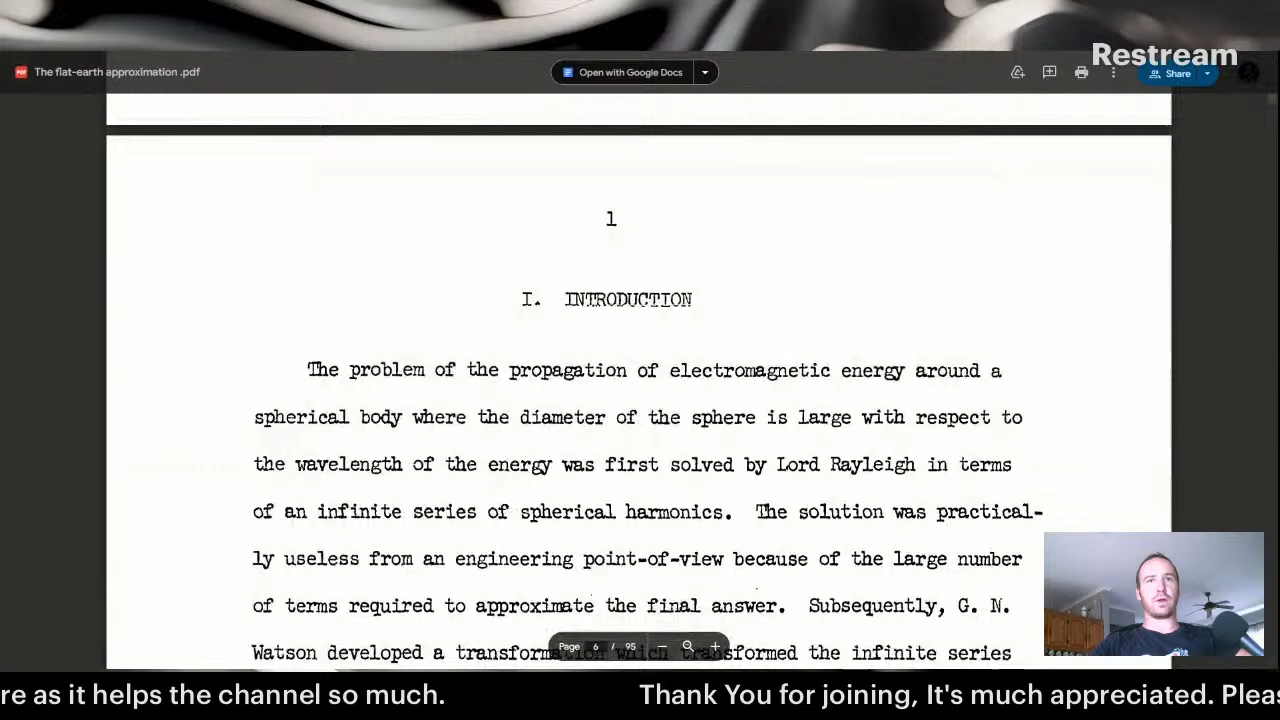 Restream
The flat-earth approximation .pdf
Open with Google Docs
Share
1
I. INTRODUCTION
The problem of the propagation of electromagnetic energy around a
spherical body where the diameter of the sphere is large with respect to
the wavelength of the energy was first solved by Lord Rayleigh in terms
of an infinite series of spherical harmonics. The solution was practical-
ly useless from an engineering point-of-view because of the large number
of terms required to approximate the final answer. Subsequently, G. N.
Watson developed a transformation which transformed the infinite series
Page 6 / 95
re as it helps the channel so much. Thank You for joining, It's much appreciated. Pleas